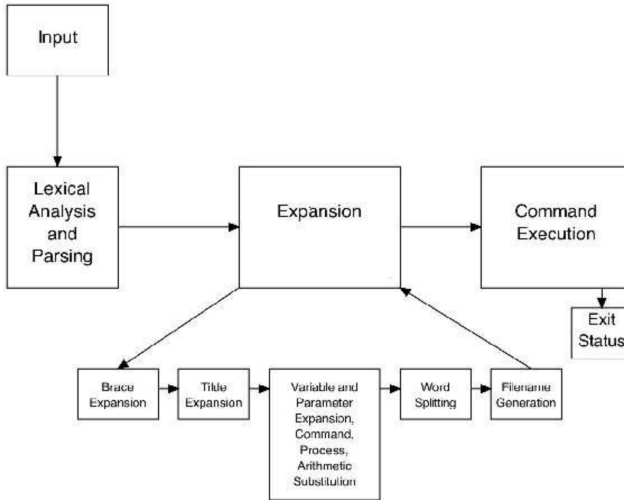 Input
Lexical
Analysis
and
Parsing
Expansion
Command
Execution
Exit
Status
Brace
Expansion
Tilde
Expansion
Variable and
Parameter
Expansion,
Command,
Process,
Arithmetic
Substitution
Word
Splitting
Filename
Generation